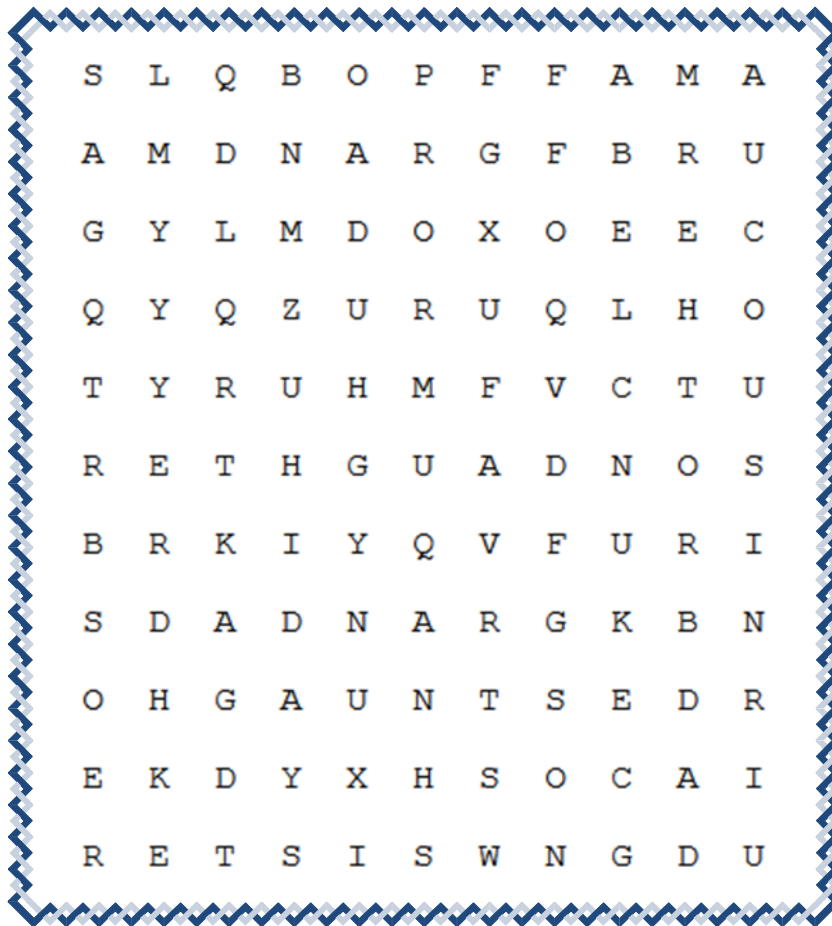 S L Q B O P F F A M A
A M D N A R G F B R U
G Y L M D O X O E E C
Q Y Q Z U R U Q L H O
T Y R U H M F V C T U
R E T H G U A D N O S
B R K I Y Q V F U R I
S D A D N A R G K B N
O H G A U N T S E D R
E K D Y X H S O C A I
R E T S I S W N G D U